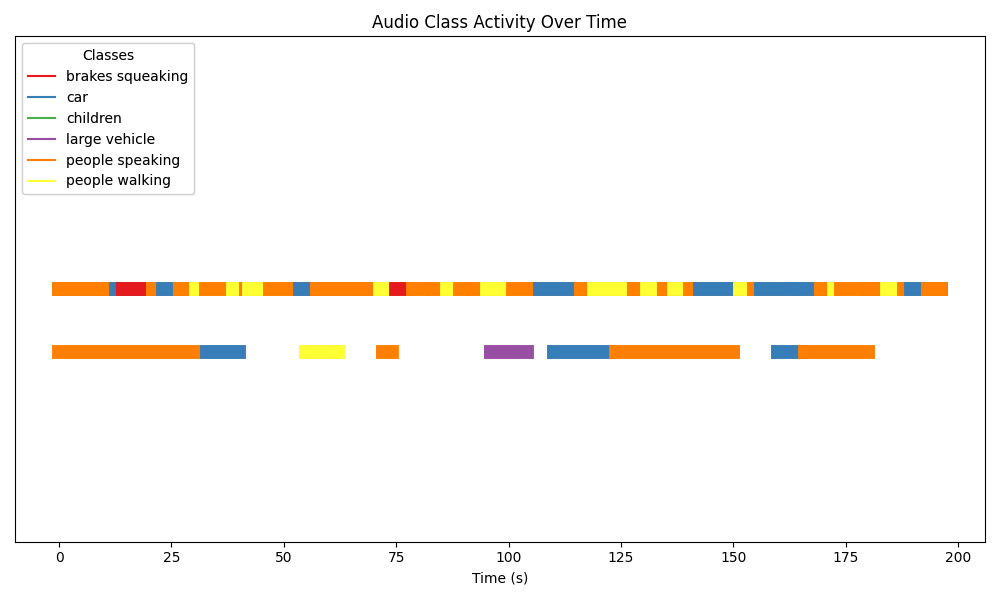 Audio Class Activity Over Time
Classes
brakes squeaking
car
children
large vehicle
people speaking
people walking
0 25 50 75 100 125 150 175 200
Time (s)